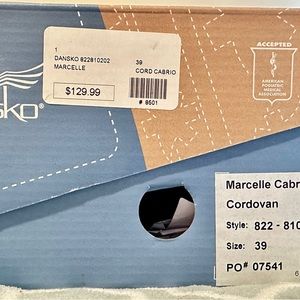 1
DANSKO 822810202
MARCELLE
39
CORD CABRIO
$129.99
# 8501
ACCEPTED
AMERICAN
PODIATRIC
MEDICAL
ASSOCIATION
SKO®
Marcelle Cabri
Cordovan
Style: 822 - 810
Size: 39
PO# 07541
6